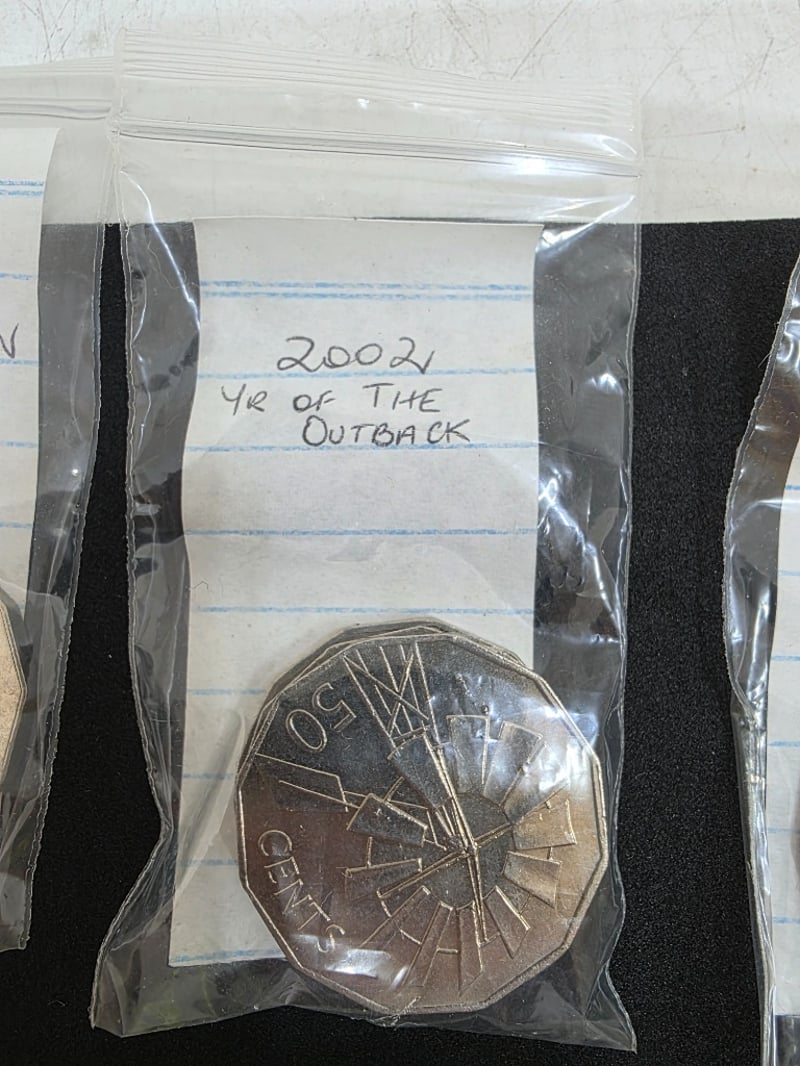 2002
YR OF THE
OUTBACK
50
CENTS